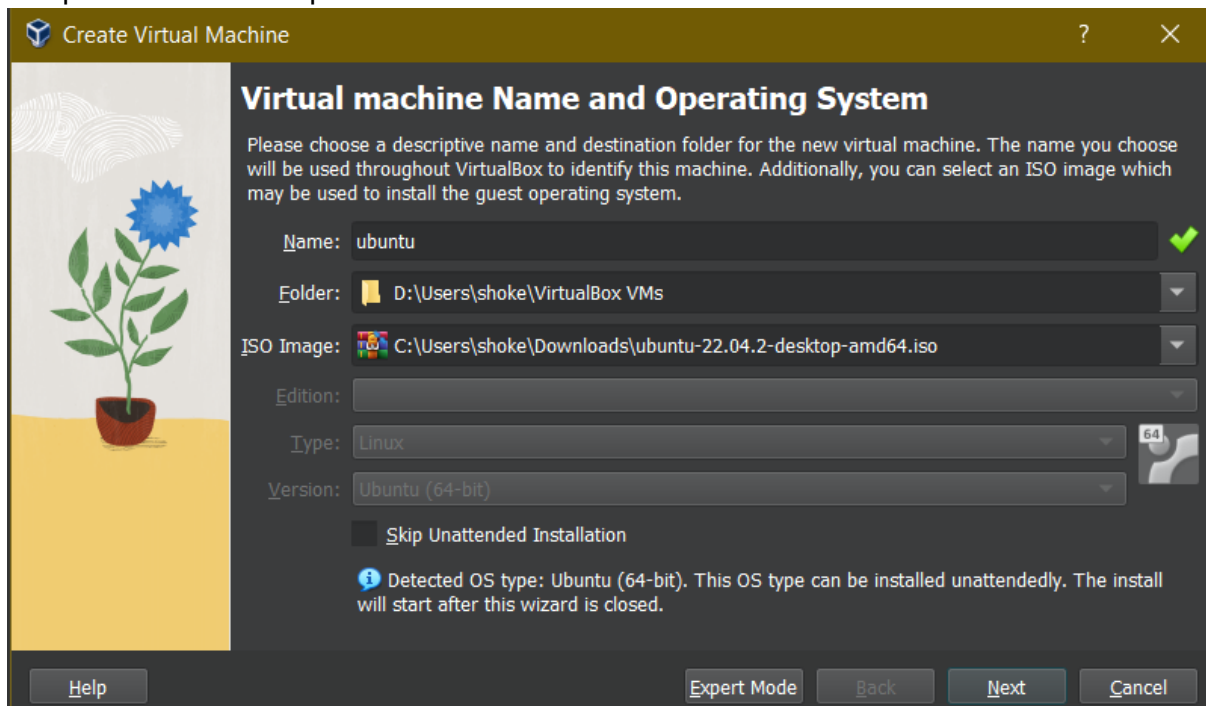 Create Virtual Machine
?
Virtual machine Name and Operating System
Please choose a descriptive name and destination folder for the new virtual machine. The name you choose
will be used throughout VirtualBox to identify this machine. Additionally, you can select an ISO image which
may be used to install the guest operating system.
Name: ubuntu
Folder: D:\Users\shoke\VirtualBox VMs
ISO Image: C:\Users\shoke\Downloads\ubuntu-22.04.2-desktop-amd64.iso
Edition:
Type: Linux
64
Version: Ubuntu (64-bit)
Skip Unattended Installation
Detected OS type: Ubuntu (64-bit). This OS type can be installed unattendedly. The install
will start after this wizard is closed.
Help Expert Mode Back Next Cancel